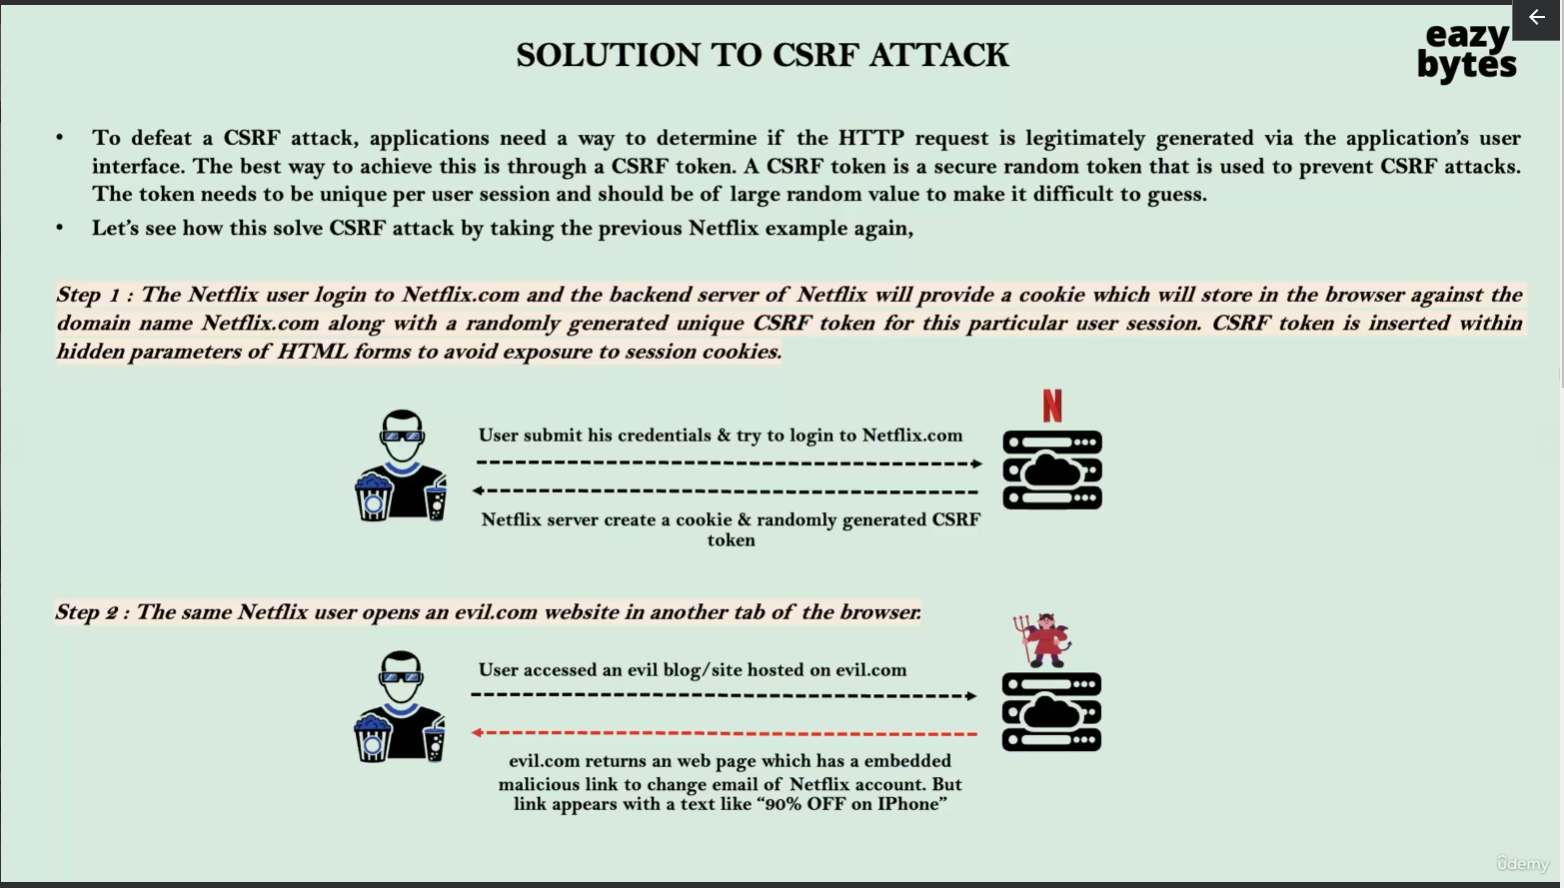 eazy
bytes
SOLUTION TO CSRF ATTACK
• To defeat a CSRF attack, applications need a way to determine if the HTTP request is legitimately generated via the application's user
interface. The best way to achieve this is through a CSRF token. A CSRF token is a secure random token that is used to prevent CSRF attacks.
The token needs to be unique per user session and should be of large random value to make it difficult to guess.
• Let's see how this solve CSRF attack by taking the previous Netflix example again,
Step 1 : The Netflix user login to Netflix.com and the backend server of Netflix will provide a cookie which will store in the browser against the
domain name Netflix.com along with a randomly generated unique CSRF token for this particular user session. CSRF token is inserted within
hidden parameters of HTML forms to avoid exposure to session cookies.
N
User submit his credentials & try to login to Netflix.com
Netflix server create a cookie & randomly generated CSRF
token
Step 2 : The same Netflix user opens an evil.com website in another tab of the browser.
User accessed an evil blog/site hosted on evil.com
evil.com returns an web page which has a embedded
malicious link to change email of Netflix account. But
link appears with a text like “90% OFF on IPhone”
ûdemy